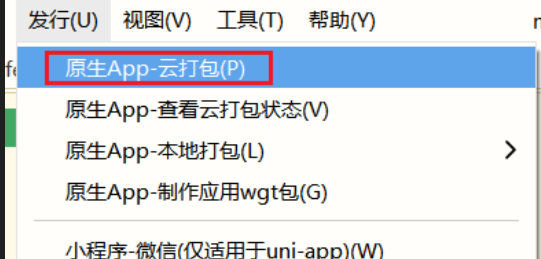 发行(U) 视图(V) 工具(T) 帮助(Y)
原生App-云打包(P)
原生App-查看云打包状态(V)
原生App-本地打包(L)
原生App-制作应用wgt包(G)
小程序-微信(仅适用于uni-app)(W)